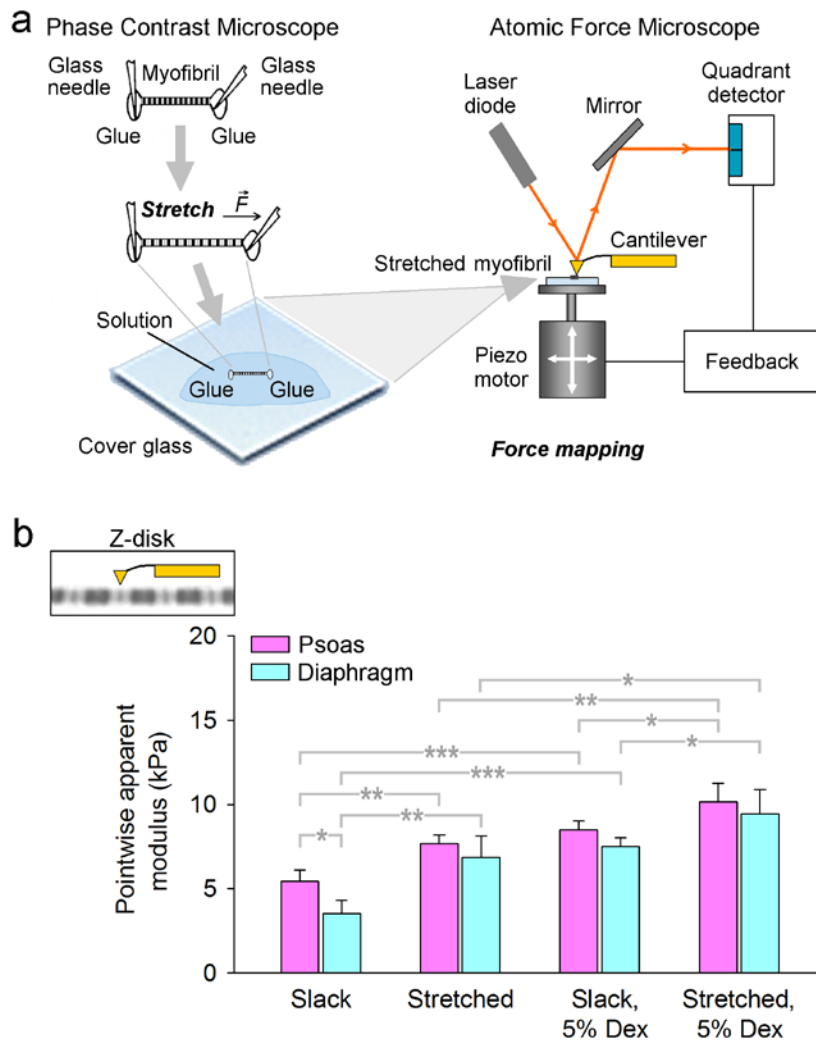 a
Phase Contrast Microscope
Glass needle
Myofibril
Glass needle
Glue
Glue
Stretch
F
Solution
Glue
Glue
Cover glass
Atomic Force Microscope
Laser diode
Mirror
Quadrant detector
Cantilever
Stretched myofibril
Piezo motor
Feedback
Force mapping
b
Z-disk
Psoas
Diaphragm
Pointwise apparent
modulus (kPa)
20
15
10
5
0
*
**
*
*
***
***
**
**
*
Slack
Stretched
Slack,
5% Dex
Stretched,
5% Dex